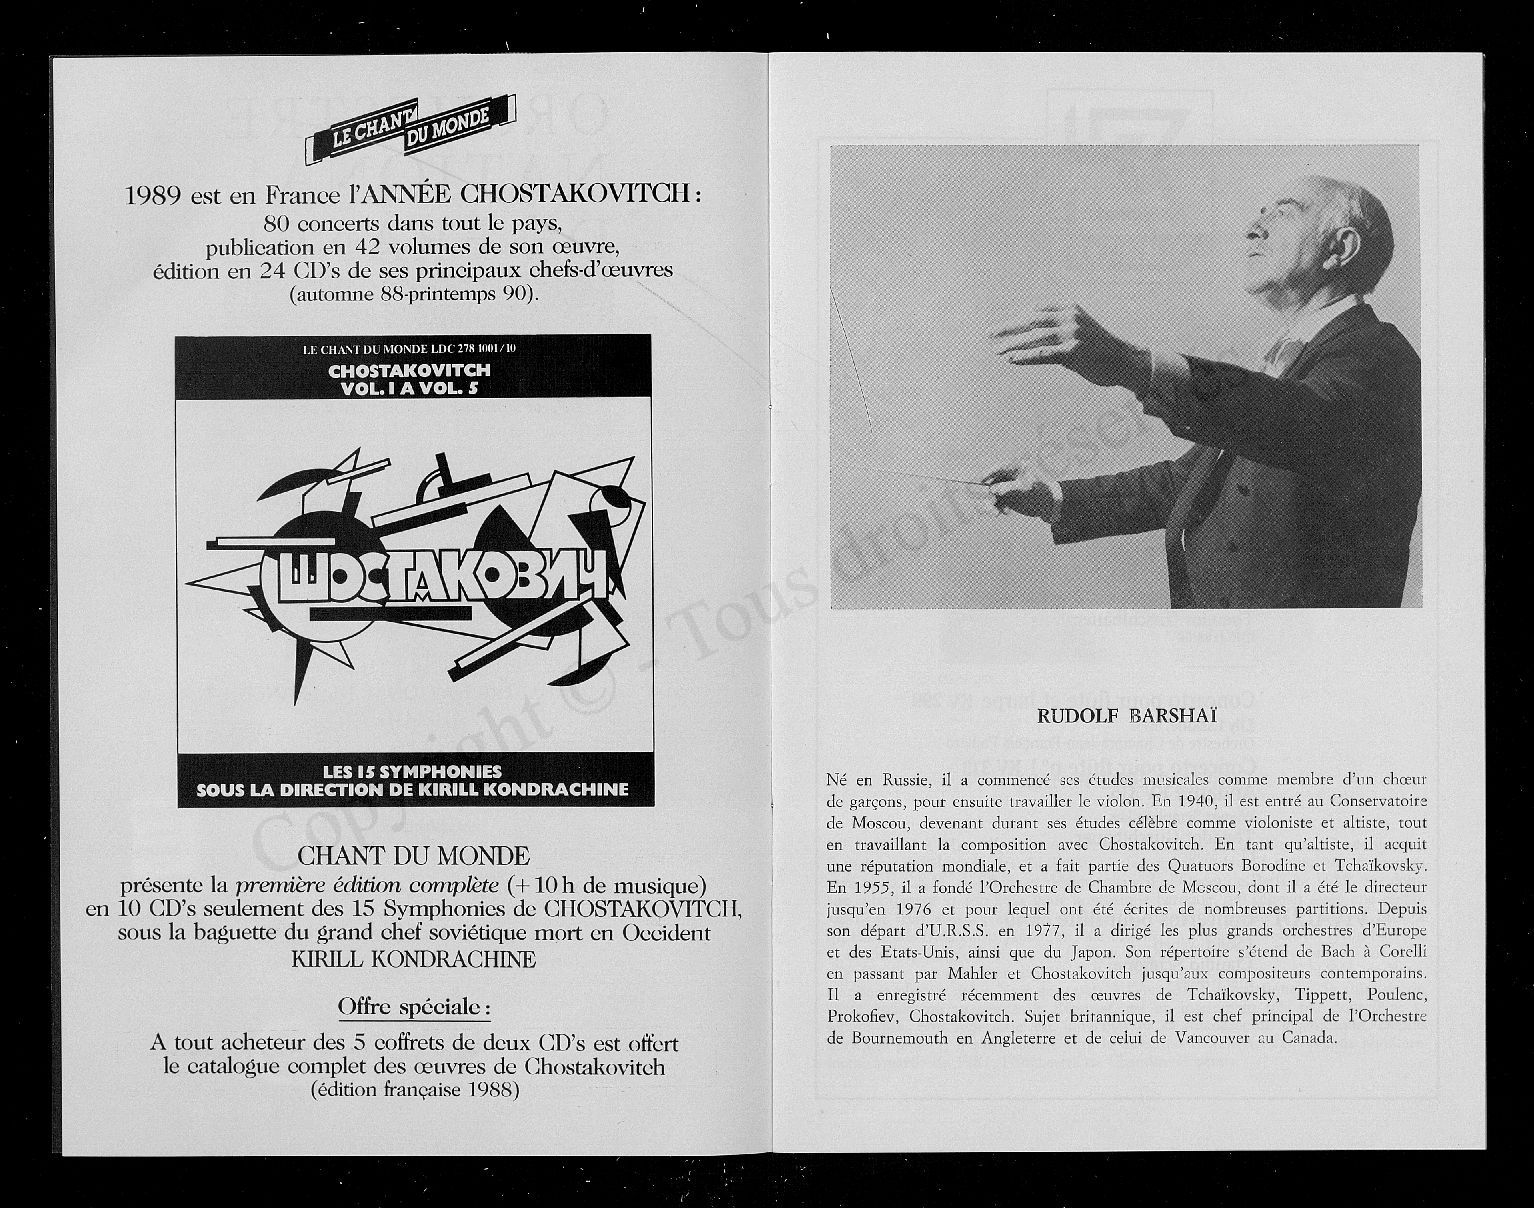 LE CHANT
DU MONDE
1989 est en France l'ANNÉE CHOSTAKOVITCH :
80 concerts dans tout le pays,
publication en 42 volumes de son œuvre,
édition en 24 CD's de ses principaux chefs-d'œuvres
(automne 88-printemps 90).
LE CHANT DU MONDE LDC 278 1001/10
CHOSTAKOVITCH
VOL. I A VOL. 5
ШОСТАКОВИЧ
LES 15 SYMPHONIES
SOUS LA DIRECTION DE KIRILL KONDRACHINE
CHANT DU MONDE
présente la première édition complète (+ 10 h de musique)
en 10 CD's seulement des 15 Symphonies de CHOSTAKOVITCH,
sous la baguette du grand chef soviétique mort en Occident
KIRILL KONDRACHINE
Offre spéciale :
A tout acheteur des 5 coffrets de deux CD's est offert
le catalogue complet des œuvres de Chostakovitch
(édition française 1988)
RUDOLF BARSHAÏ
Né en Russie, il a commencé ses études musicales comme membre d'un chœur
de garçons, pour ensuite travailler le violon. En 1940, il est entré au Conservatoire
de Moscou, devenant durant ses études célèbre comme violoniste et altiste, tout
en travaillant la composition avec Chostakovitch. En tant qu'altiste, il acquit
une réputation mondiale, et a fait partie des Quatuors Borodine et Tchaïkovsky.
En 1955, il a fondé l'Orchestre de Chambre de Moscou, dont il a été le directeur
jusqu'en 1976 et pour lequel ont été écrites de nombreuses partitions. Depuis
son départ d'U.R.S.S. en 1977, il a dirigé les plus grands orchestres d'Europe
et des Etats-Unis, ainsi que du Japon. Son répertoire s'étend de Bach à Corelli
en passant par Mahler et Chostakovitch jusqu'aux compositeurs contemporains.
Il a enregistré récemment des œuvres de Tchaïkovsky, Tippett, Poulenc,
Prokofiev, Chostakovitch. Sujet britannique, il est chef principal de l'Orchestre
de Bournemouth en Angleterre et de celui de Vancouver au Canada.
Copyright © - Tous droits réservés